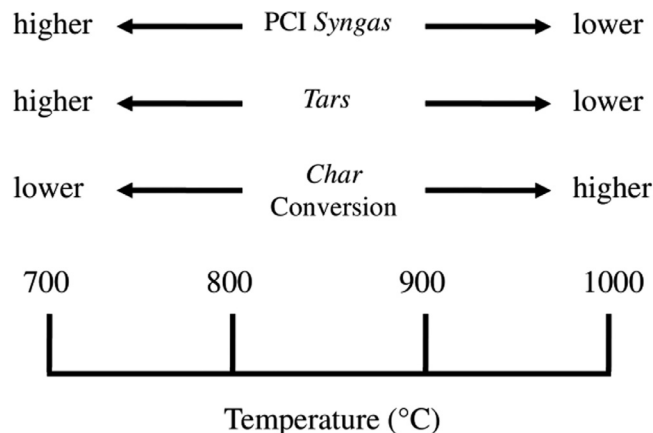 higher PCI Syngas lower
higher Tars lower
lower Char Conversion higher
700 800 900 1000
Temperature (°C)